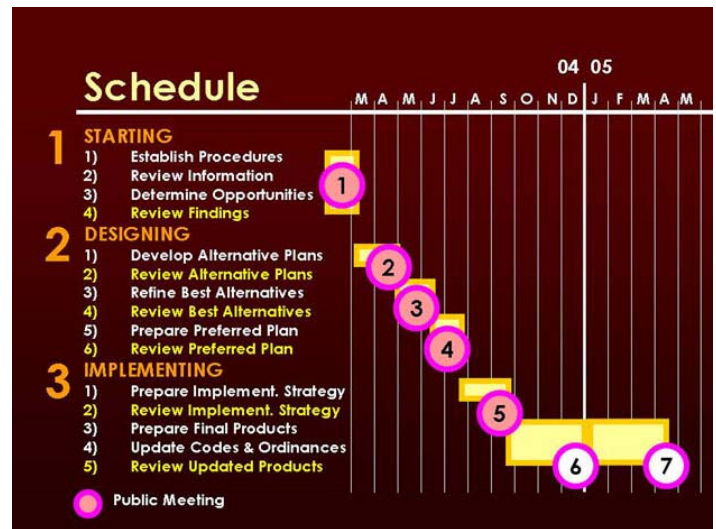 04 05
Schedule
M A M J J A S O N D J F M A M
1 STARTING
1) Establish Procedures
2) Review Information
3) Determine Opportunities
4) Review Findings
1
2 DESIGNING
1) Develop Alternative Plans
2) Review Alternative Plans
3) Refine Best Alternatives
4) Review Best Alternatives
5) Prepare Preferred Plan
6) Review Preferred Plan
2
3
4
3 IMPLEMENTING
1) Prepare Implement. Strategy
2) Review Implement. Strategy
3) Prepare Final Products
4) Update Codes & Ordinances
5) Review Updated Products
5
6
7
Public Meeting